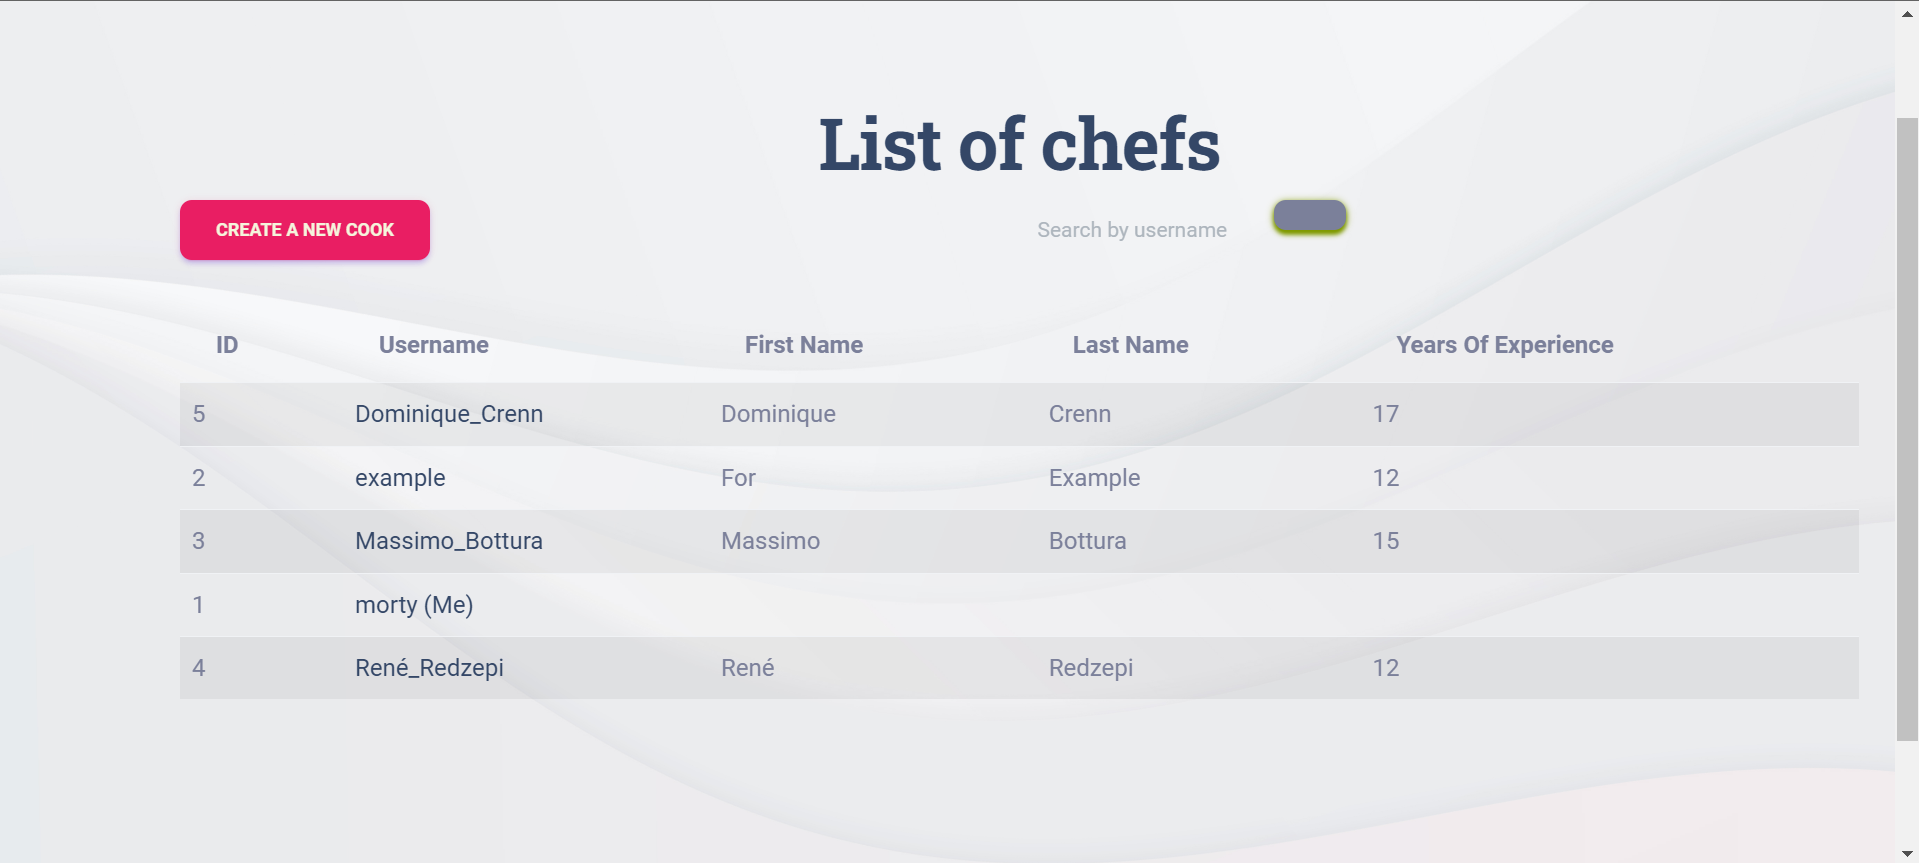 List of chefs
CREATE A NEW COOK Search by username
ID Username First Name Last Name Years Of Experience
5 Dominique_Crenn Dominique Crenn 17
2 example For Example 12
3 Massimo_Bottura Massimo Bottura 15
1 morty (Me)
4 René_Redzepi René Redzepi 12